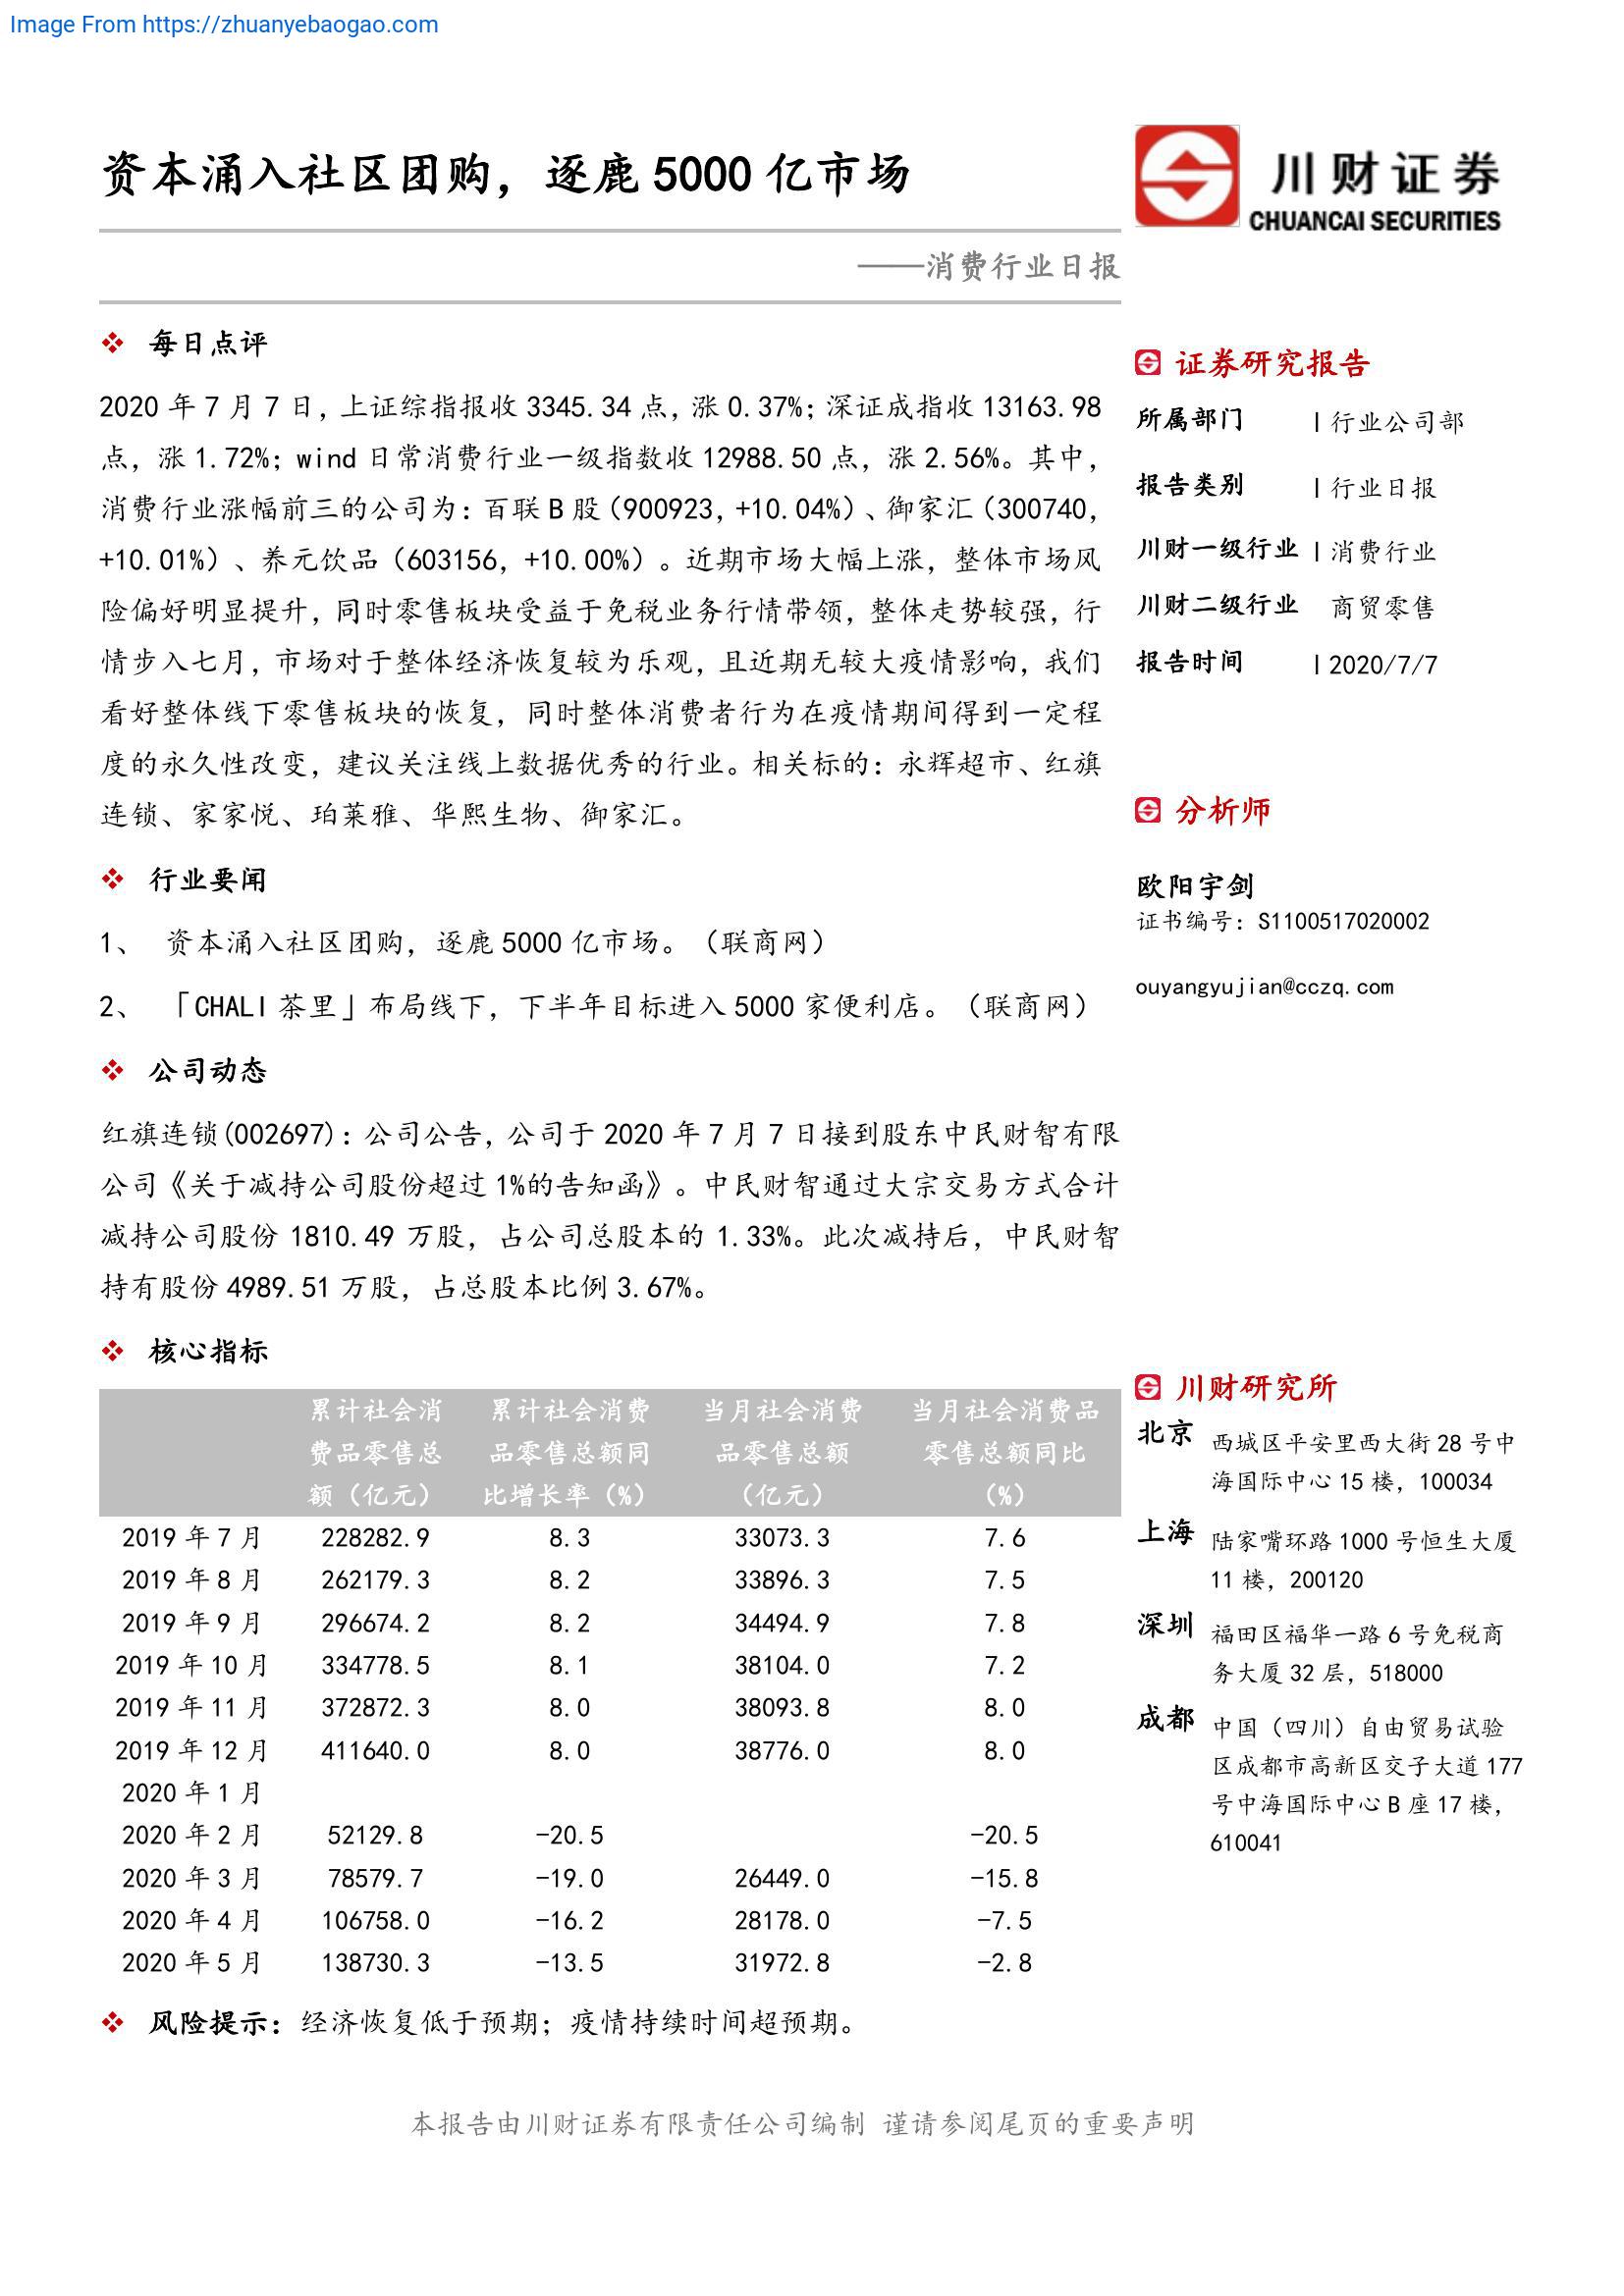 Image From https://zhuanyebaogao.com
资本涌入社区团购，逐鹿 5000 亿市场
川财证券
CHUANCAI SECURITIES
——消费行业日报
每日点评
2020 年 7 月 7 日，上证综指报收 3345.34 点，涨 0.37%；深证成指收 13163.98
点，涨 1.72%；wind 日常消费行业一级指数收 12988.50 点，涨 2.56%。其中，
消费行业涨幅前三的公司为：百联 B 股（900923，+10.04%）、御家汇（300740，
+10.01%）、养元饮品（603156，+10.00%）。近期市场大幅上涨，整体市场风
险偏好明显提升，同时零售板块受益于免税业务行情带领，整体走势较强，行
情步入七月，市场对于整体经济恢复较为乐观，且近期无较大疫情影响，我们
看好整体线下零售板块的恢复，同时整体消费者行为在疫情期间得到一定程
度的永久性改变，建议关注线上数据优秀的行业。相关标的：永辉超市、红旗
连锁、家家悦、珀莱雅、华熙生物、御家汇。
行业要闻
1、 资本涌入社区团购，逐鹿 5000 亿市场。（联商网）
2、 「CHALI 茶里」布局线下，下半年目标进入 5000 家便利店。（联商网）
公司动态
红旗连锁(002697)：公司公告，公司于 2020 年 7 月 7 日接到股东中民财智有限
公司《关于减持公司股份超过 1%的告知函》。中民财智通过大宗交易方式合计
减持公司股份 1810.49 万股，占公司总股本的 1.33%。此次减持后，中民财智
持有股份 4989.51 万股，占总股本比例 3.67%。
核心指标
累计社会消 累计社会消费 当月社会消费 当月社会消费品
费品零售总 品零售总额同 品零售总额 零售总额同比
额（亿元） 比增长率（%） （亿元） （%）
2019 年 7 月 228282.9 8.3 33073.3 7.6
2019 年 8 月 262179.3 8.2 33896.3 7.5
2019 年 9 月 296674.2 8.2 34494.9 7.8
2019 年 10 月 334778.5 8.1 38104.0 7.2
2019 年 11 月 372872.3 8.0 38093.8 8.0
2019 年 12 月 411640.0 8.0 38776.0 8.0
2020 年 1 月
2020 年 2 月 52129.8 -20.5 -20.5
2020 年 3 月 78579.7 -19.0 26449.0 -15.8
2020 年 4 月 106758.0 -16.2 28178.0 -7.5
2020 年 5 月 138730.3 -13.5 31972.8 -2.8
风险提示：经济恢复低于预期；疫情持续时间超预期。
证券研究报告
所属部门 | 行业公司部
报告类别 | 行业日报
川财一级行业 | 消费行业
川财二级行业 商贸零售
报告时间 | 2020/7/7
分析师
欧阳宇剑
证书编号：S1100517020002
ouyangyujian@cczq.com
川财研究所
北京 西城区平安里西大街 28 号中
海国际中心 15 楼，100034
上海 陆家嘴环路 1000 号恒生大厦
11 楼，200120
深圳 福田区福华一路 6 号免税商
务大厦 32 层，518000
成都 中国（四川）自由贸易试验
区成都市高新区交子大道 177
号中海国际中心 B 座 17 楼，
610041
本报告由川财证券有限责任公司编制 谨请参阅尾页的重要声明